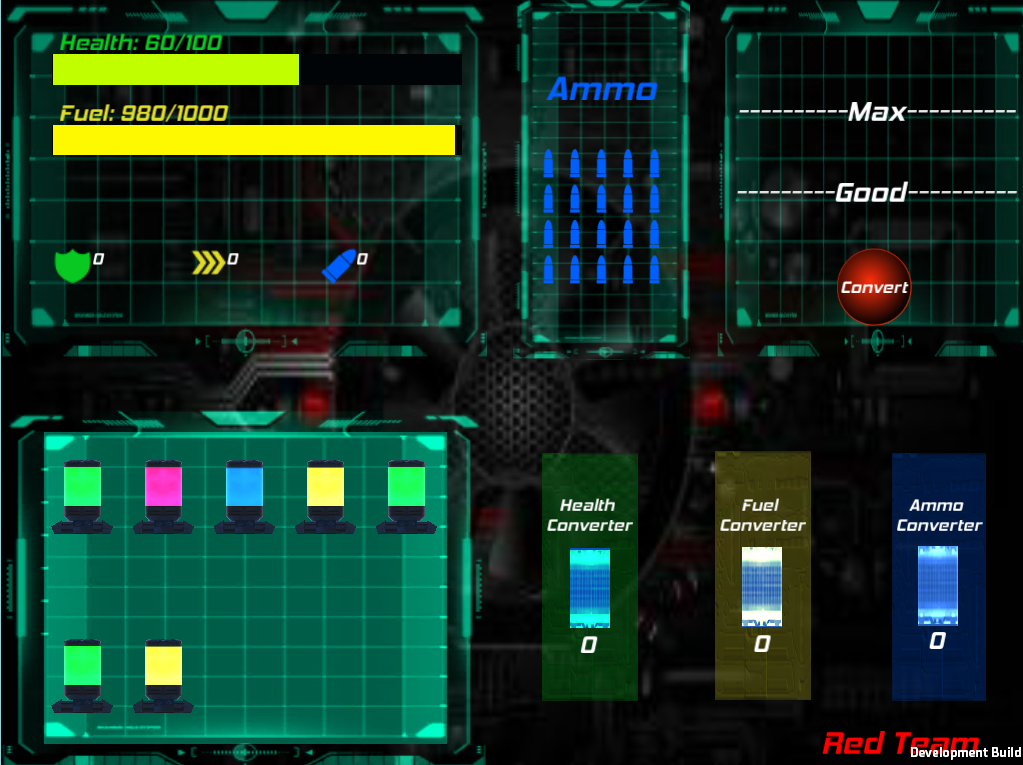 Health: 60/100
Fuel: 980/1000
0
0
0
Ammo
Max
Good
Convert
Health
Converter
0
Fuel
Converter
0
Ammo
Converter
0
Red Team
Development Build